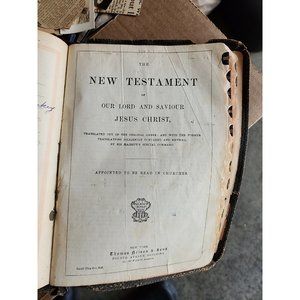 THE
NEW TESTAMENT
OF
OUR LORD AND SAVIOUR
JESUS CHRIST,
TRANSLATED OUT OF THE ORIGINAL GREEK: AND WITH THE FORMER
TRANSLATIONS DILIGENTLY COMPARED AND REVISED,
BY HIS MAJESTY'S SPECIAL COMMAND.
APPOINTED TO BE READ IN CHURCHES
NEW YORK
Thomas Nelson & Sons